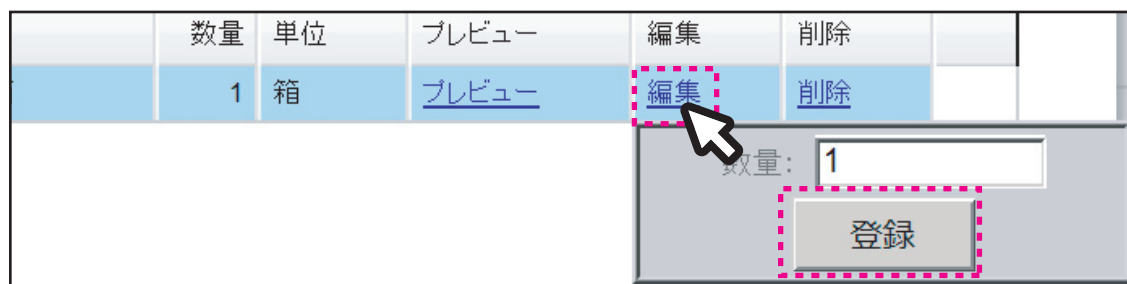 数量 単位 プレビュー 編集 削除
1 箱 プレビュー 編集 削除
数量: 1
登録